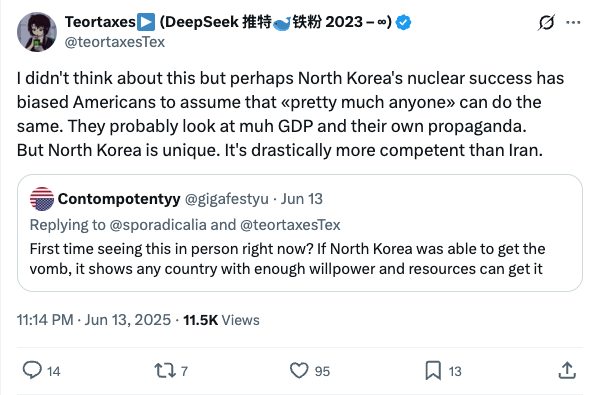 Teortaxes▶️ (DeepSeek 推特🐋铁粉 2023 – ∞)
@teortaxesTex
I didn't think about this but perhaps North Korea's nuclear success has
biased Americans to assume that «pretty much anyone» can do the
same. They probably look at muh GDP and their own propaganda.
But North Korea is unique. It's drastically more competent than Iran.
Contompotentyy @gigafestyu · Jun 13
Replying to @sporadicalia and @teortaxesTex
First time seeing this in person right now? If North Korea was able to get the
vomb, it shows any country with enough willpower and resources can get it
11:14 PM · Jun 13, 2025 · 11.5K Views
14 7 95 13